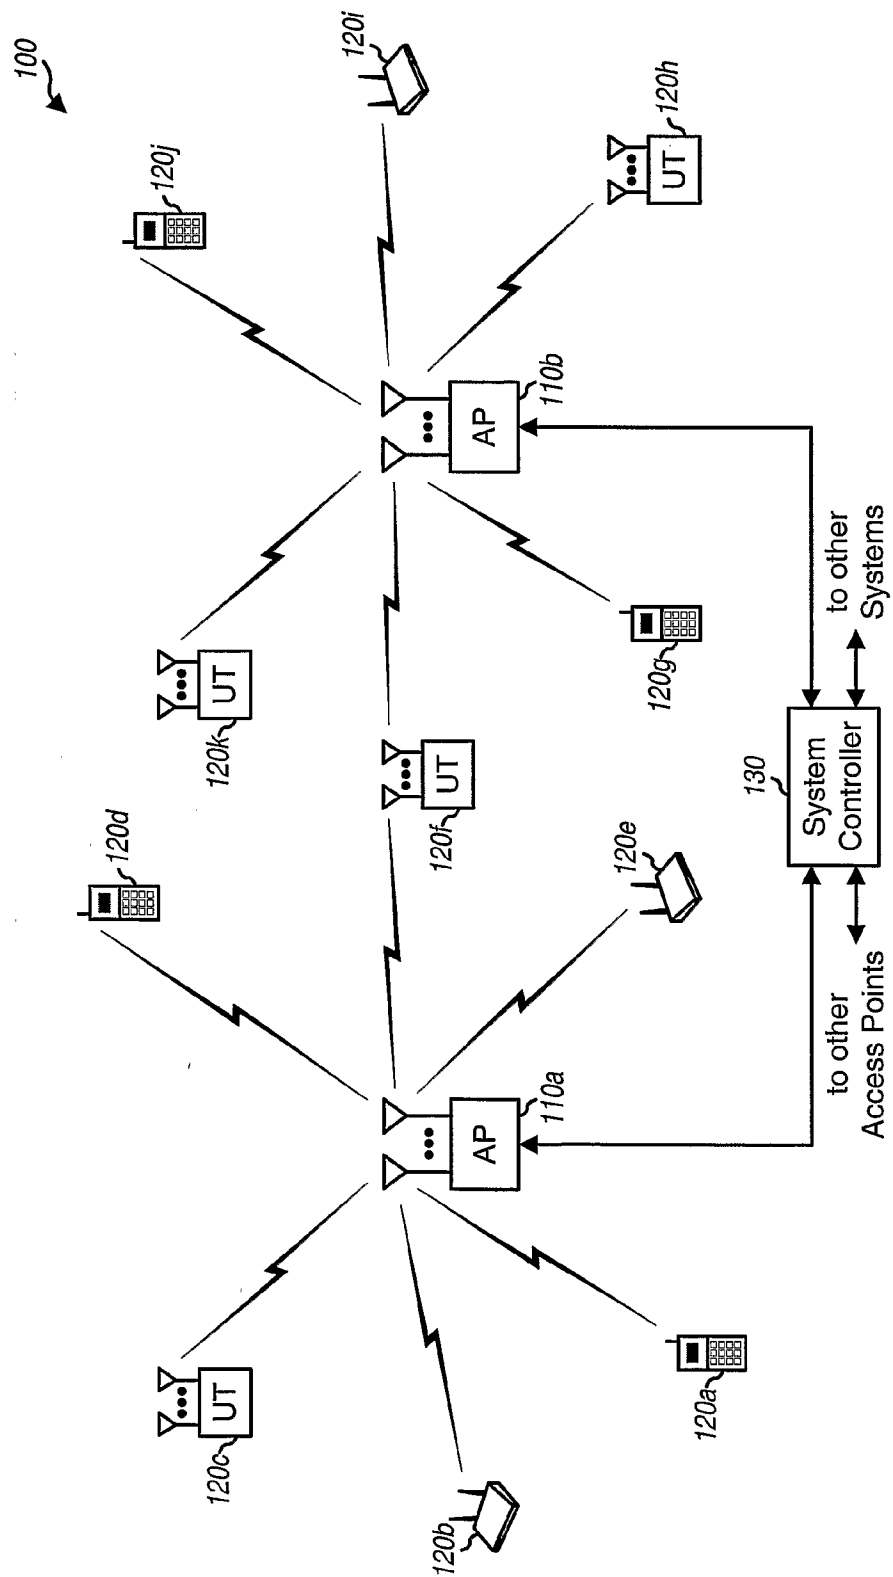 100
120i
120j
UT
120h
AP
110b
UT
120k
120g
UT
120f
120d
120e
AP
110a
UT
120c
120b
120a
130
System
Controller
to other
Systems
to other
Access Points